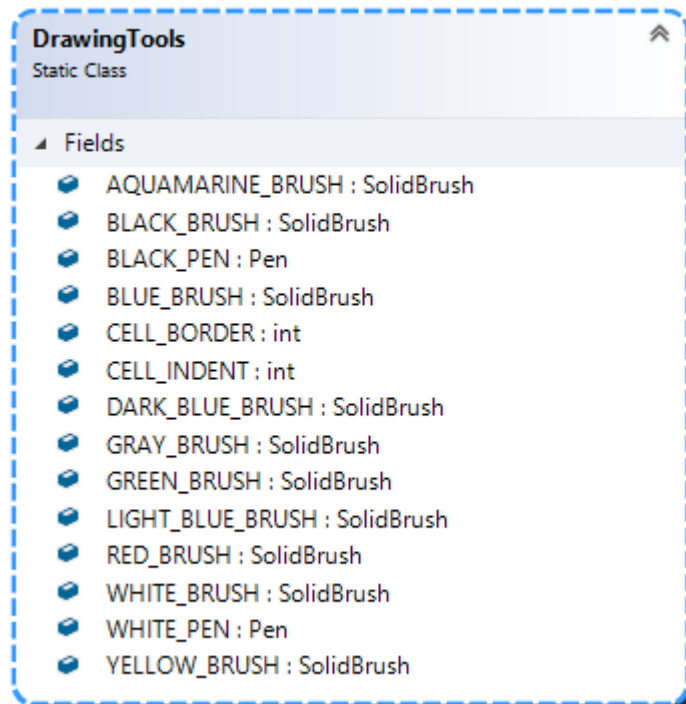 DrawingTools
Static Class
Fields
AQUAMARINE_BRUSH : SolidBrush
BLACK_BRUSH : SolidBrush
BLACK_PEN : Pen
BLUE_BRUSH : SolidBrush
CELL_BORDER : int
CELL_INDENT : int
DARK_BLUE_BRUSH : SolidBrush
GRAY_BRUSH : SolidBrush
GREEN_BRUSH : SolidBrush
LIGHT_BLUE_BRUSH : SolidBrush
RED_BRUSH : SolidBrush
WHITE_BRUSH : SolidBrush
WHITE_PEN : Pen
YELLOW_BRUSH : SolidBrush